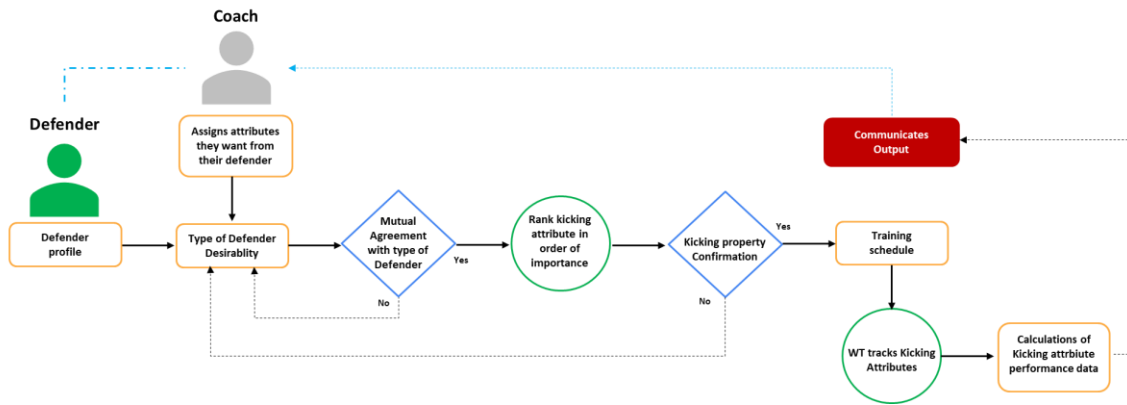 Coach
Defender
Assigns attributes
they want from
their defender
Communicates
Output
Defender
profile
Type of Defender
Desirablity
Mutual
Agreement
with type of
Defender
Yes
No
Rank kicking
attribute in
order of
importance
Kicking property
Confirmation
Yes
No
Training
schedule
WT tracks Kicking
Attributes
Calculations of
Kicking attrbiute
performance data